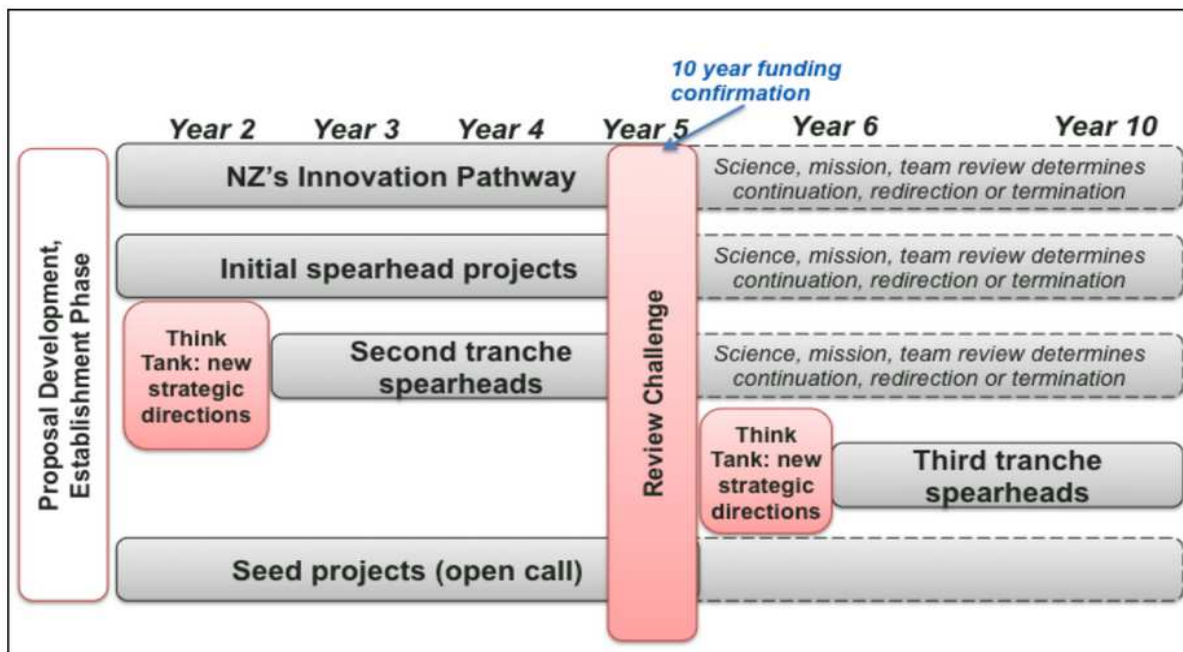 10 year funding
confirmation
Year 2 Year 3 Year 4 Year 5 Year 6 Year 10
Proposal Development,
Establishment Phase
NZ's Innovation Pathway
Science, mission, team review determines
continuation, redirection or termination
Initial spearhead projects
Science, mission, team review determines
continuation, redirection or termination
Think
Tank: new
strategic
directions
Second tranche
spearheads
Science, mission, team review determines
continuation, redirection or termination
Review Challenge
Think
Tank: new
strategic
directions
Third tranche
spearheads
Seed projects (open call)